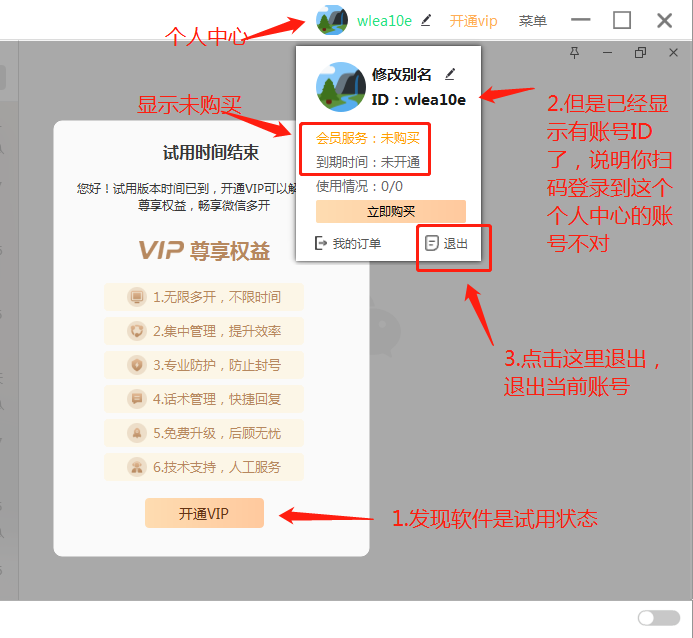 个人中心
wlea10e
开通vip
菜单
修改别名
ID：wlea10e
会员服务：未购买
到期时间：未开通
使用情况：0/0
立即购买
我的订单
退出
显示未购买
2.但是已经显
示有账号ID
了，说明你扫
码登录到这个
个人中心的账
号不对
试用时间结束
您好！试用版本时间已到，开通VIP可以解
尊享权益，畅享微信多开
VIP 尊享权益
1.无限多开，不限时间
2.集中管理，提升效率
3.专业防护，防止封号
4.话术管理，快捷回复
5.免费升级，后顾无忧
6.技术支持，人工服务
开通VIP
3.点击这里退出，
退出当前账号
1.发现软件是试用状态